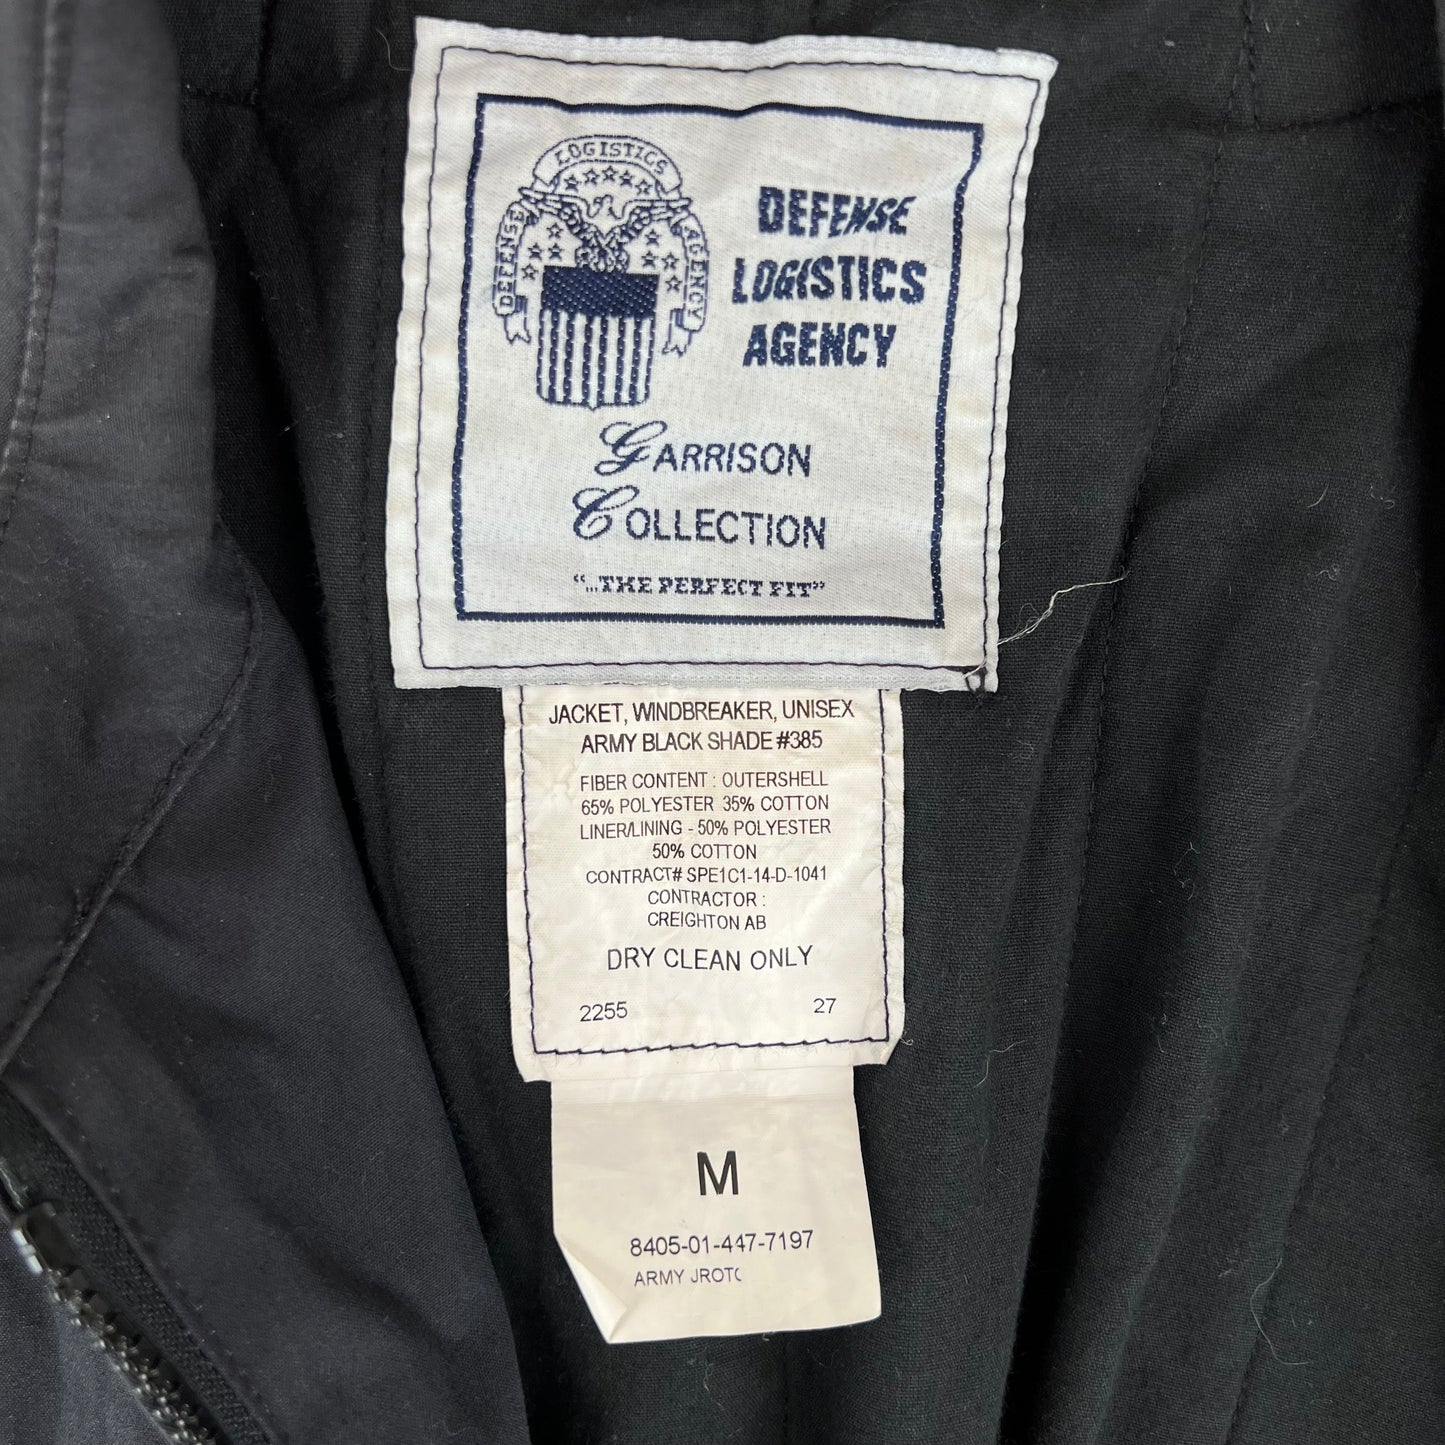 LOGISTICS
DEFENSE
AGENCY
DEFENSE
LOGISTICS
AGENCY
GARRISON
COLLECTION
"...THE PERFECT FIT"
JACKET, WINDBREAKER, UNISEX
ARMY BLACK SHADE #385
FIBER CONTENT : OUTERSHELL
65% POLYESTER 35% COTTON
LINER/LINING - 50% POLYESTER
50% COTTON
CONTRACT# SPE1C1-14-D-1041
CONTRACTOR :
CREIGHTON AB
DRY CLEAN ONLY
2255 27
M
8405-01-447-7197
ARMY JROTC